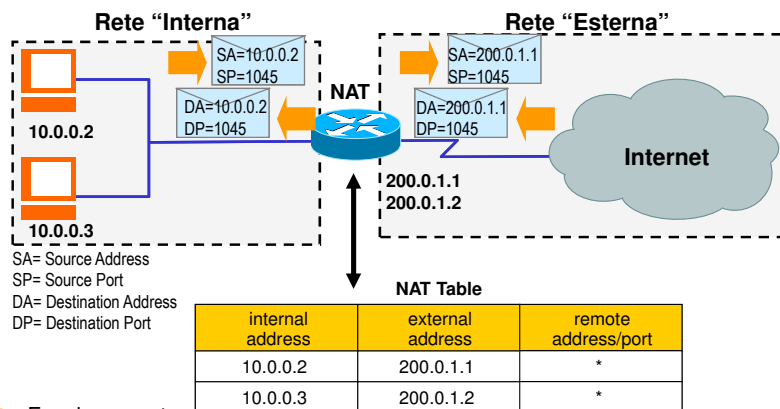 Rete “Interna”
Rete “Esterna”
SA=10.0.0.2
SP=1045
SA=200.0.1.1
SP=1045
NAT
DA=10.0.0.2
DP=1045
DA=200.0.1.1
DP=1045
10.0.0.2
Internet
200.0.1.1
200.0.1.2
10.0.0.3
SA= Source Address
SP= Source Port
DA= Destination Address
DP= Destination Port
NAT Table
internal address
external address
remote address/port
10.0.0.2 200.0.1.1 *
10.0.0.3 200.0.1.2 *